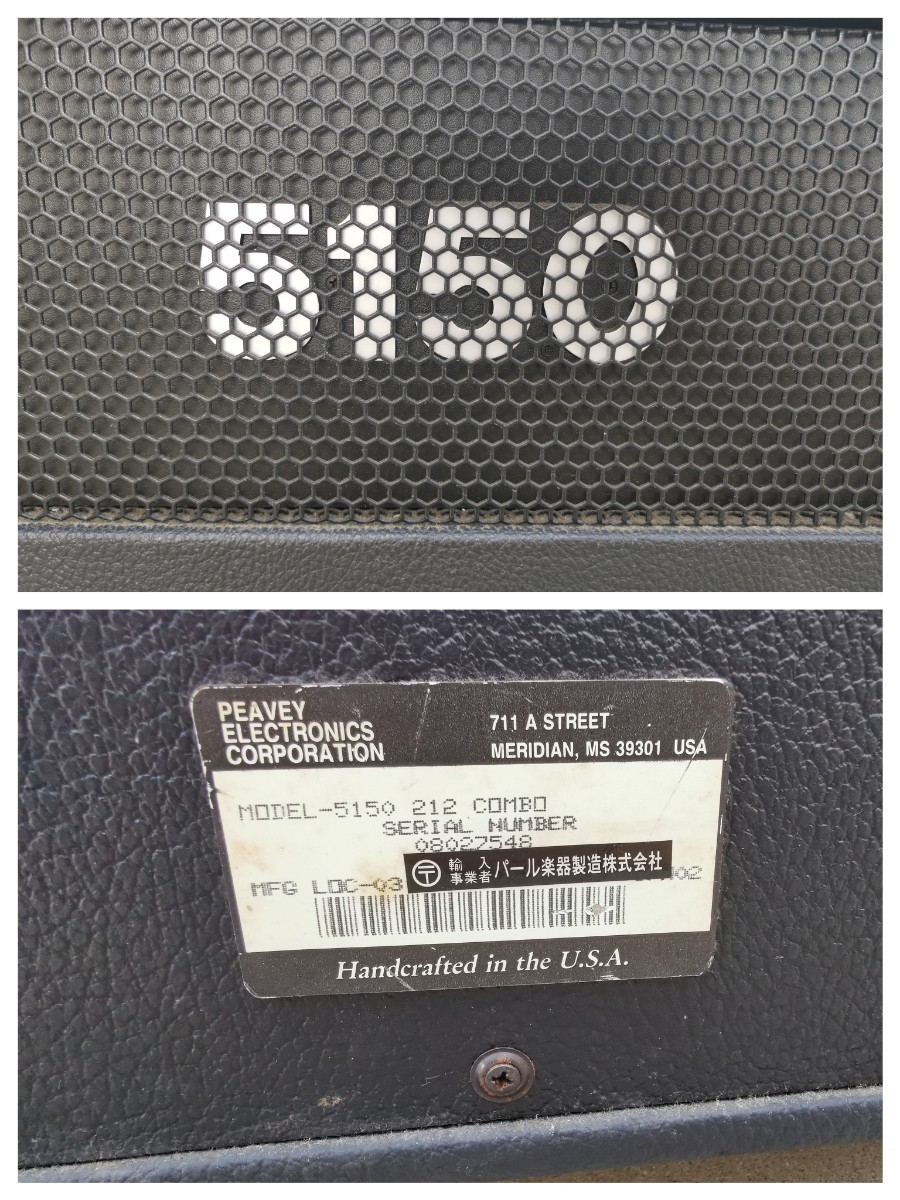 5150
PEAVEY
ELECTRONICS
CORPORATION
711 A STREET
MERIDIAN, MS 39301 USA
MODEL-5150 212 COMBO
SERIAL NUMBER
08027548
〒 輸入事業者 パール楽器製造株式会社
MFG LOC-03
Handcrafted in the U.S.A.